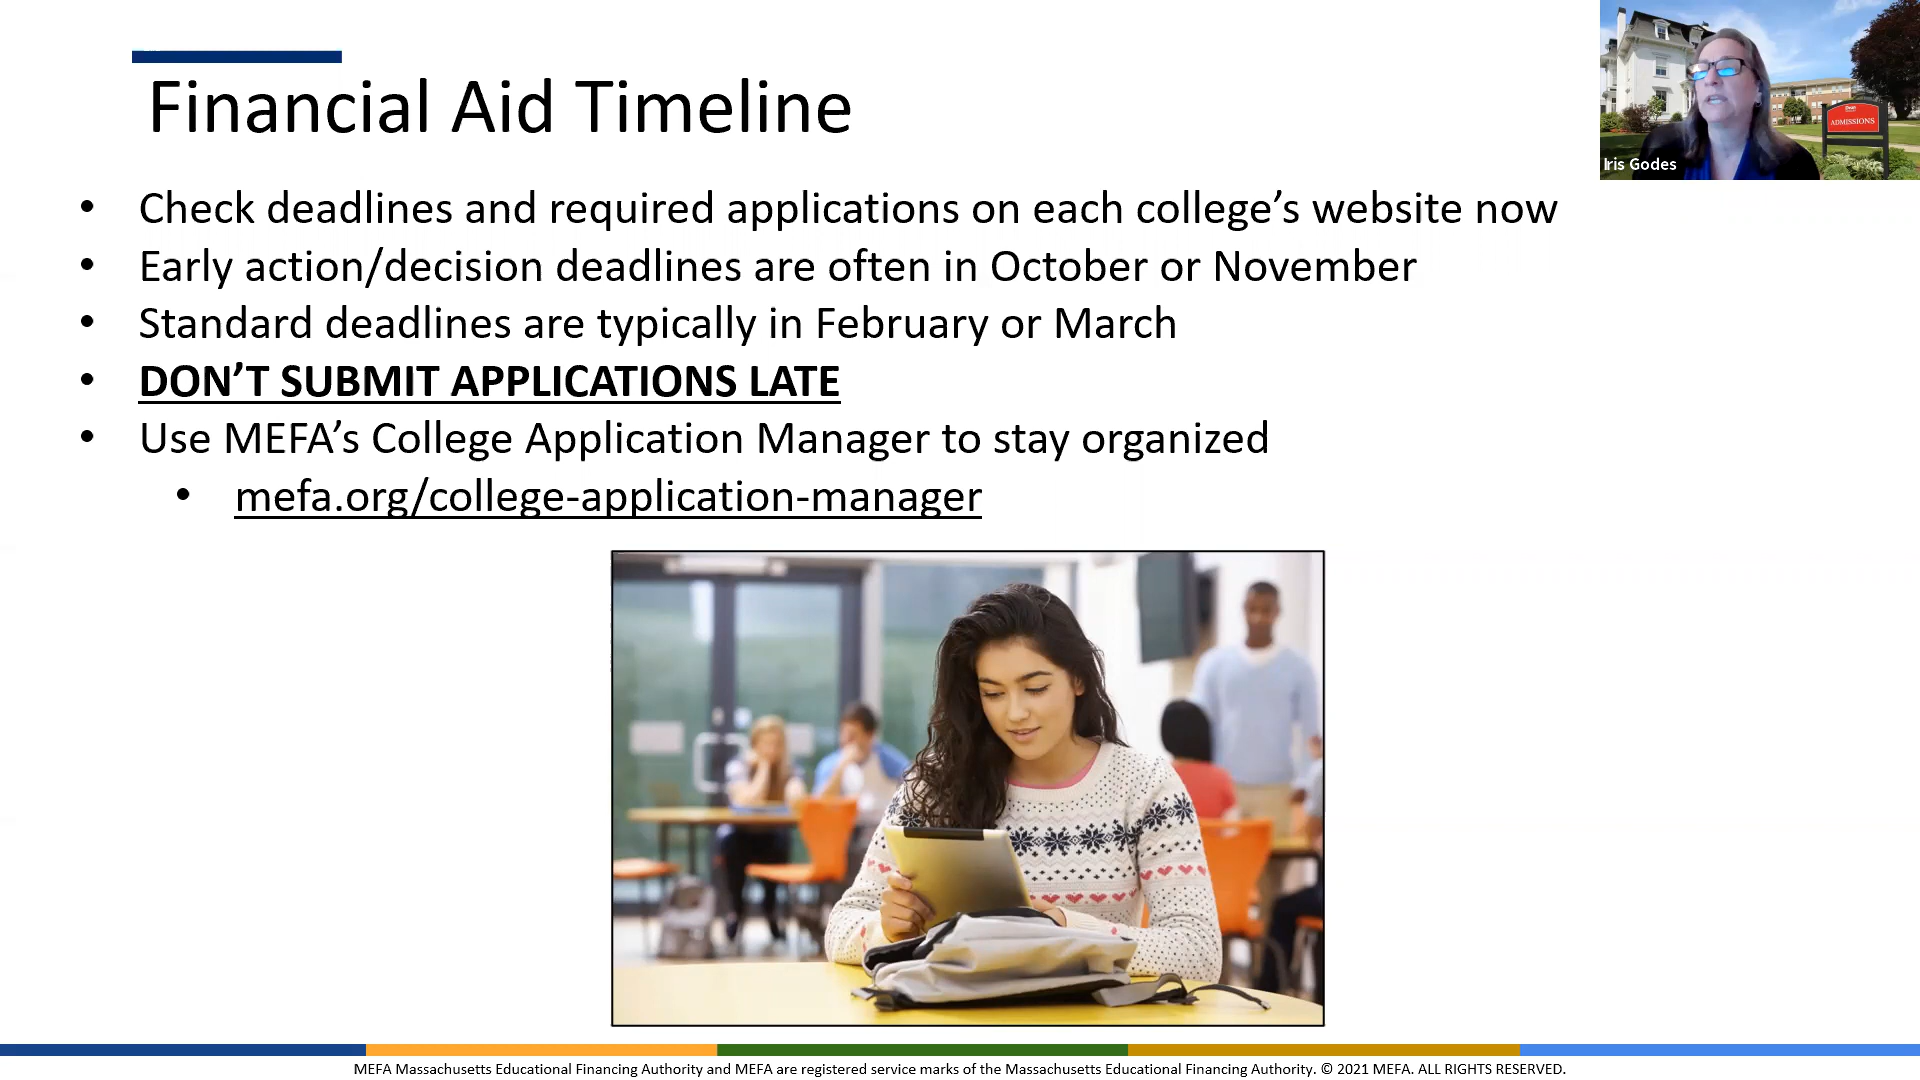 Financial Aid Timeline
• Check deadlines and required applications on each college’s website now
• Early action/decision deadlines are often in October or November
• Standard deadlines are typically in February or March
• DON’T SUBMIT APPLICATIONS LATE
• Use MEFA’s College Application Manager to stay organized
• mefa.org/college-application-manager
ADMISSIONS
Iris Godes
MEFA Massachusetts Educational Financing Authority and MEFA are registered service marks of the Massachusetts Educational Financing Authority. © 2021 MEFA. ALL RIGHTS RESERVED.